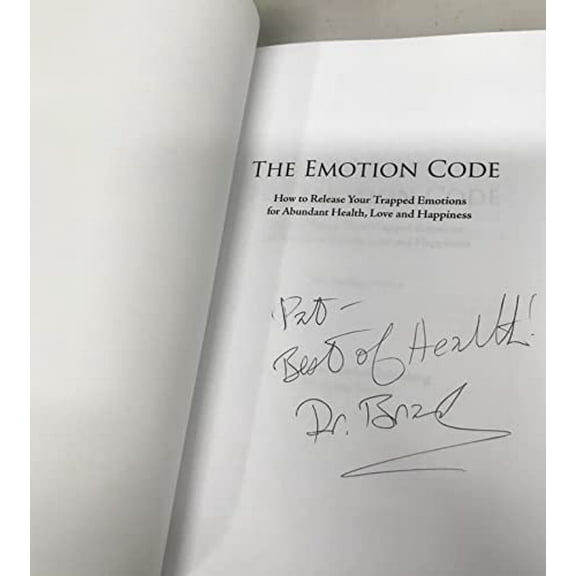 THE EMOTION CODE
How to Release Your Trapped Emotions
for Abundant Health, Love and Happiness
Pat -
Best of Health!
Dr. Brad